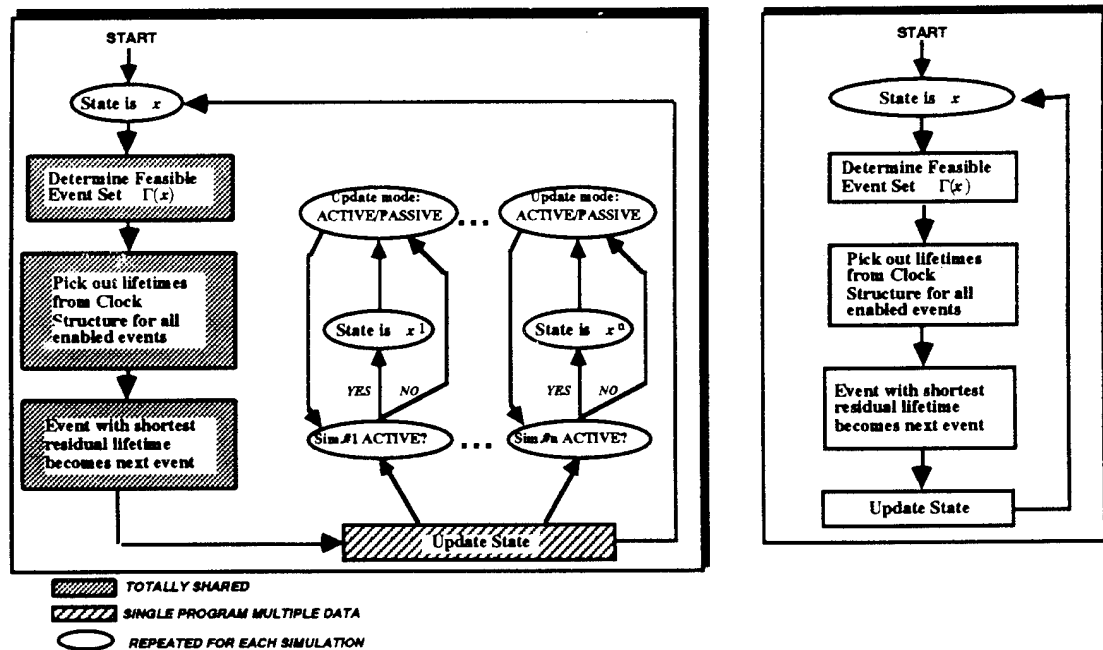 START
State is x
Determine Feasible
Event Set Γ(x)
Pick out lifetimes
from Clock
Structure for all
enabled events
Event with shortest
residual lifetime
becomes next event
Update mode:
ACTIVE/PASSIVE
...
Update mode:
ACTIVE/PASSIVE
State is x 1
State is x n
YES NO
YES NO
Sim.#1 ACTIVE?
...
Sim.#n ACTIVE?
Update State
TOTALLY SHARED
SINGLE PROGRAM MULTIPLE DATA
REPEATED FOR EACH SIMULATION
START
State is x
Determine Feasible
Event Set Γ(x)
Pick out lifetimes
from Clock
Structure for all
enabled events
Event with shortest
residual lifetime
becomes next event
Update State